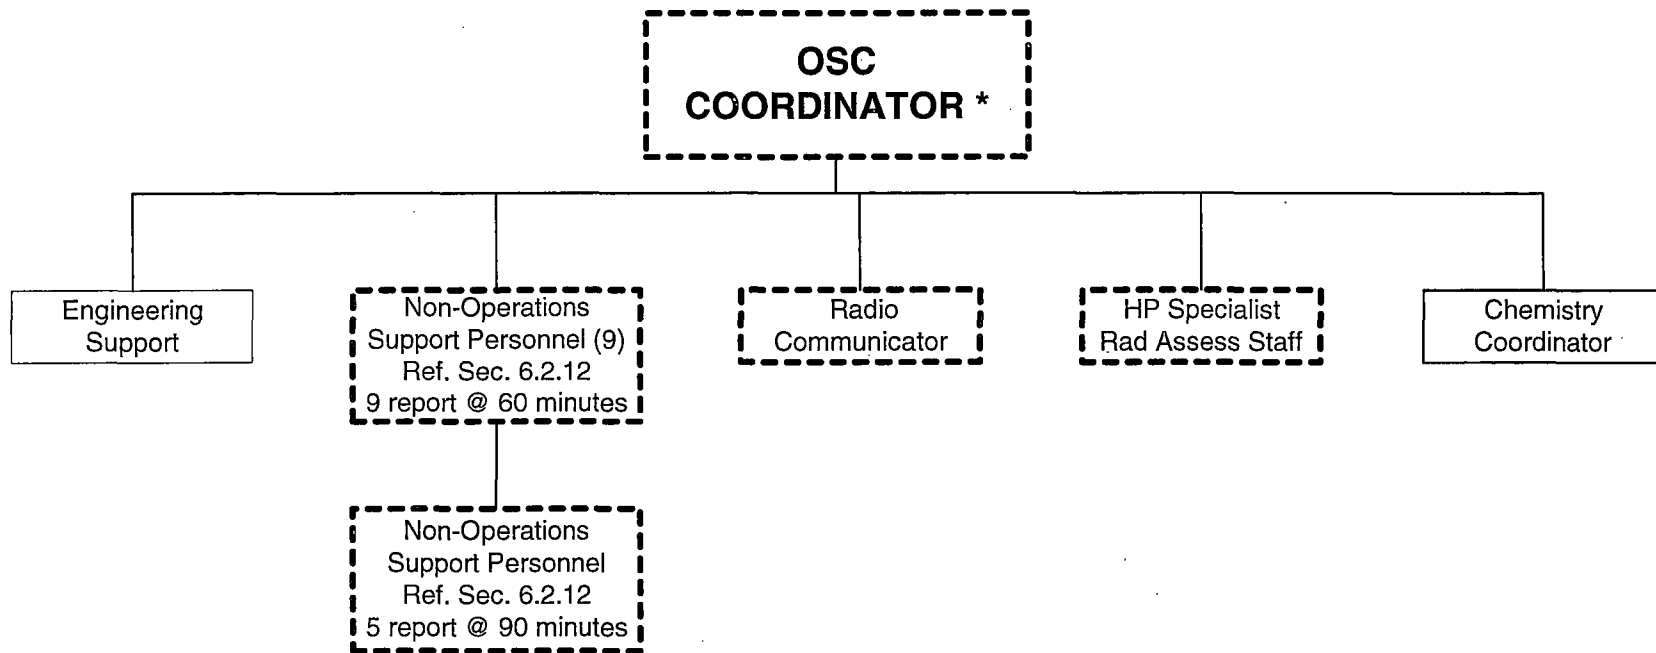 OSC
COORDINATOR *
Engineering
Support
Non-Operations
Support Personnel (9)
Ref. Sec. 6.2.12
9 report @ 60 minutes
Radio
Communicator
HP Specialist
Rad Assess Staff
Chemistry
Coordinator
Non-Operations
Support Personnel
Ref. Sec. 6.2.12
5 report @ 90 minutes